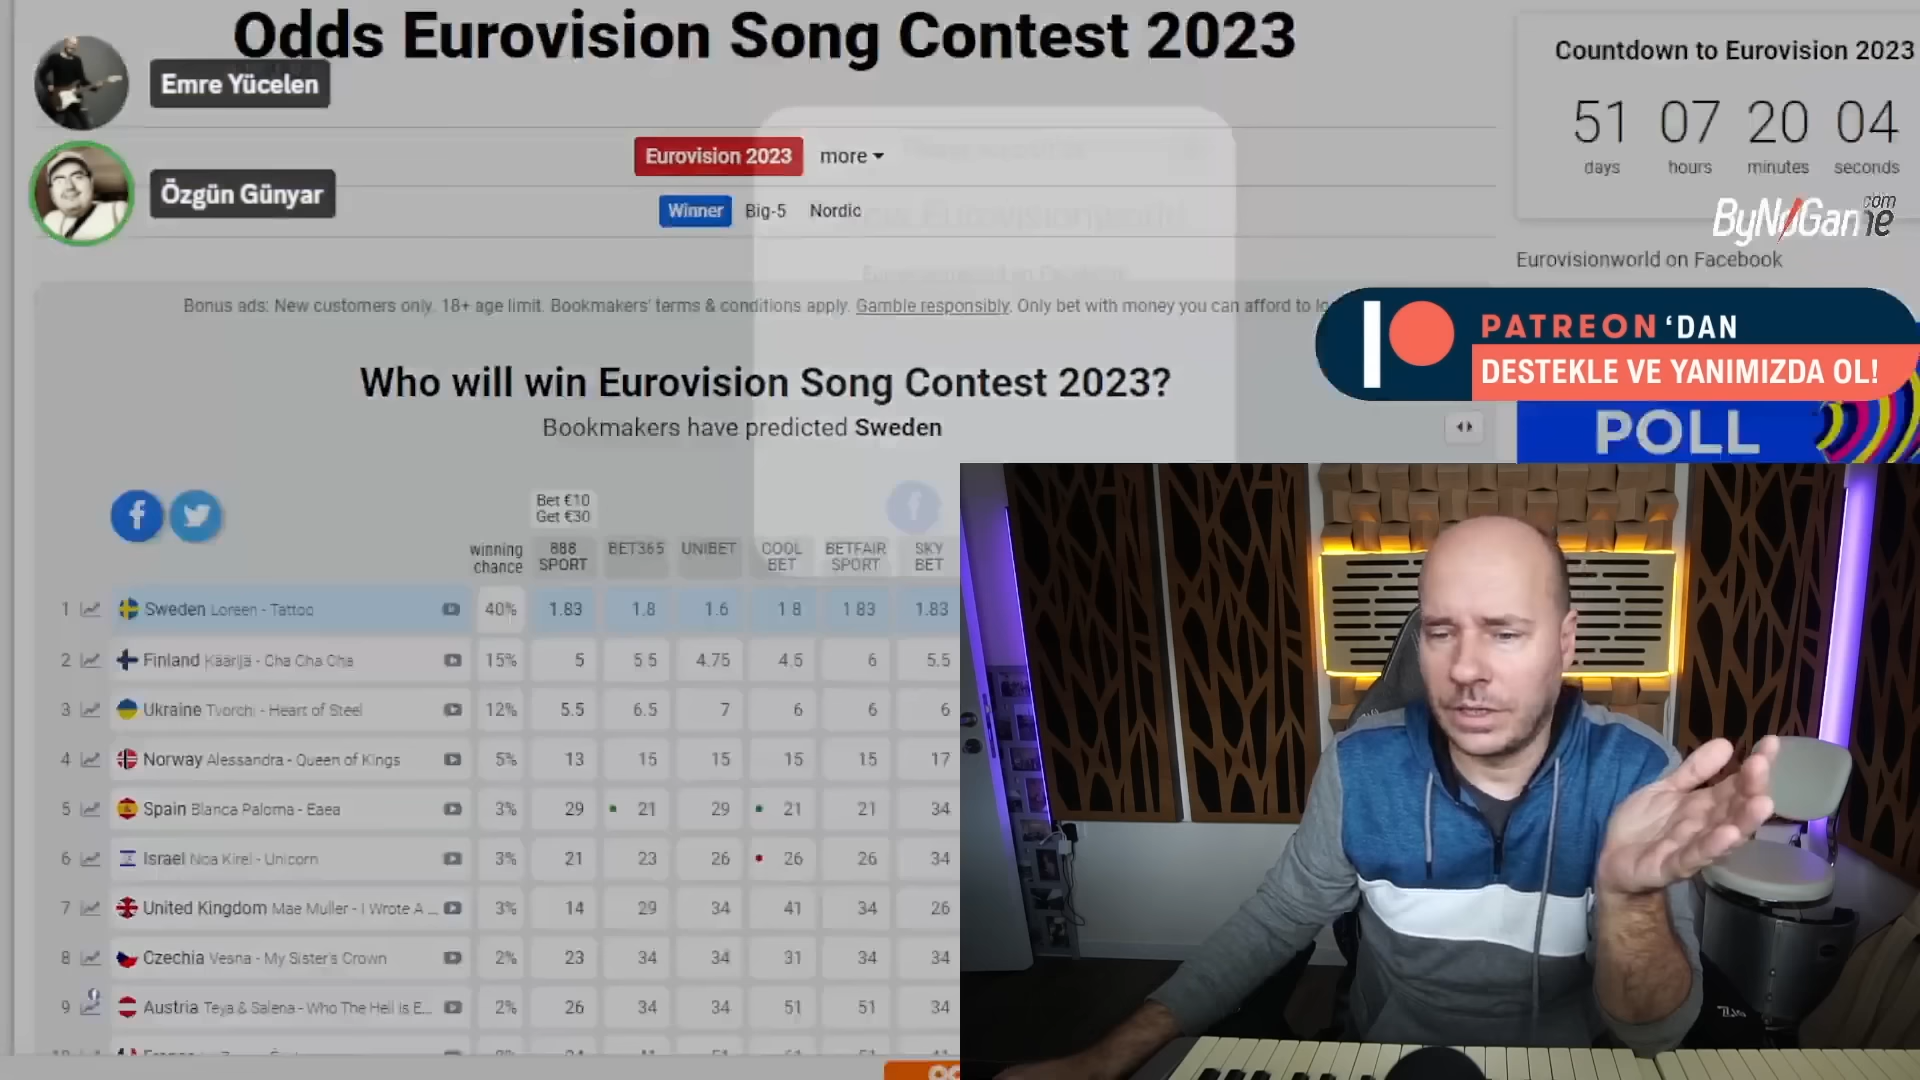 Odds Eurovision Song Contest 2023
Emre Yücelen
Özgün Günyar
Eurovision 2023 more
Winner Big-5 Nordic
Countdown to Eurovision 2023
51 07 20 04
days hours minutes seconds
ByNoGame.com
Eurovisionworld on Facebook
Bonus ads: New customers only. 18+ age limit. Bookmakers' terms & conditions apply. Gamble responsibly. Only bet with money you can afford to
PATREON‘DAN
DESTEKLE VE YANIMIZDA OL!
POLL
Who will win Eurovision Song Contest 2023?
Bookmakers have predicted Sweden
Bet €10
Get €30
winning chance 888 SPORT BET365 UNIBET COOL BET BETFAIR SPORT SKY BET
1 Sweden Loreen - Tattoo 40% 1.83 1.8 1.6 1.8 1.83 1.83
2 Finland Käärijä - Cha Cha Cha 15% 5 5.5 4.75 4.5 6 5.5
3 Ukraine Tvorchi - Heart of Steel 12% 5.5 6.5 7 6 6 6
4 Norway Alessandra - Queen of Kings 5% 13 15 15 15 15 17
5 Spain Blanca Paloma - Eaea 3% 29 21 29 21 21 34
6 Israel Noa Kirel - Unicorn 3% 21 23 26 26 26 34
7 United Kingdom Mae Muller - I Wrote A ... 3% 14 29 34 41 34 26
8 Czechia Vesna - My Sister's Crown 2% 23 34 34 31 34 34
9 Austria Teya & Salena - Who The Hell Is E... 2% 26 34 34 51 51 34